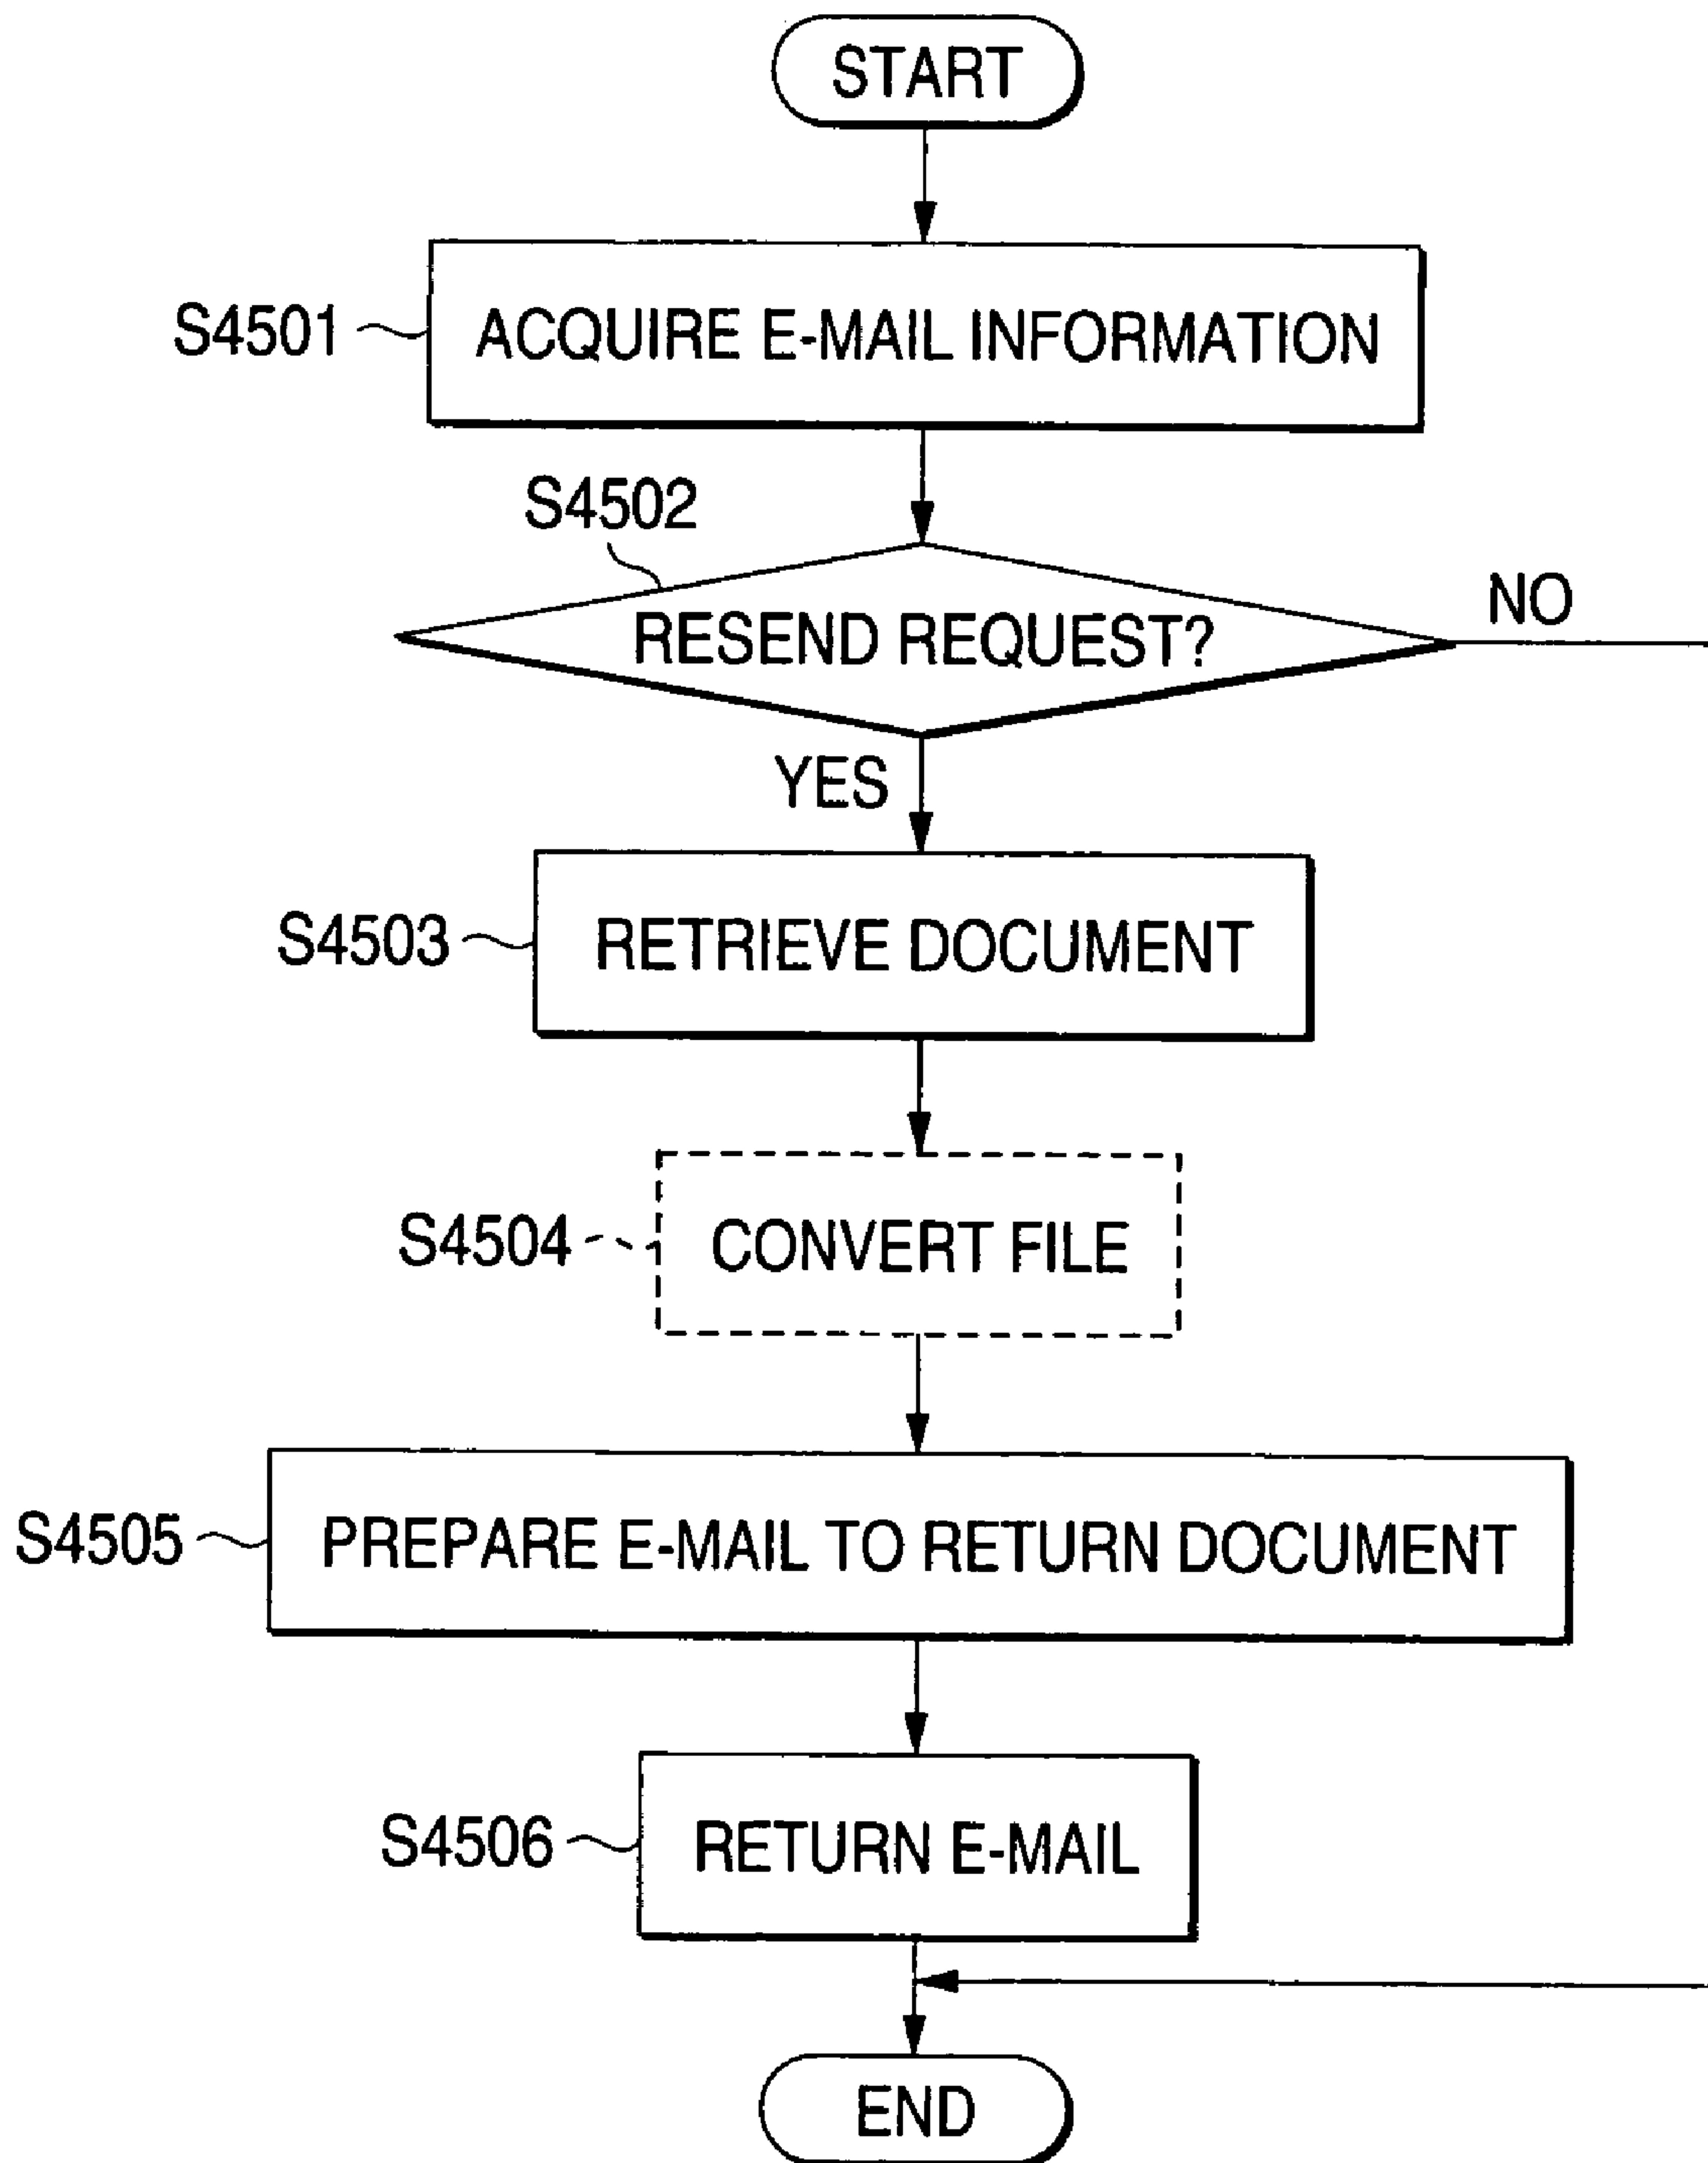 START
S4501
ACQUIRE E-MAIL INFORMATION
S4502
RESEND REQUEST?
NO
YES
S4503
RETRIEVE DOCUMENT
S4504
CONVERT FILE
S4505
PREPARE E-MAIL TO RETURN DOCUMENT
S4506
RETURN E-MAIL
END